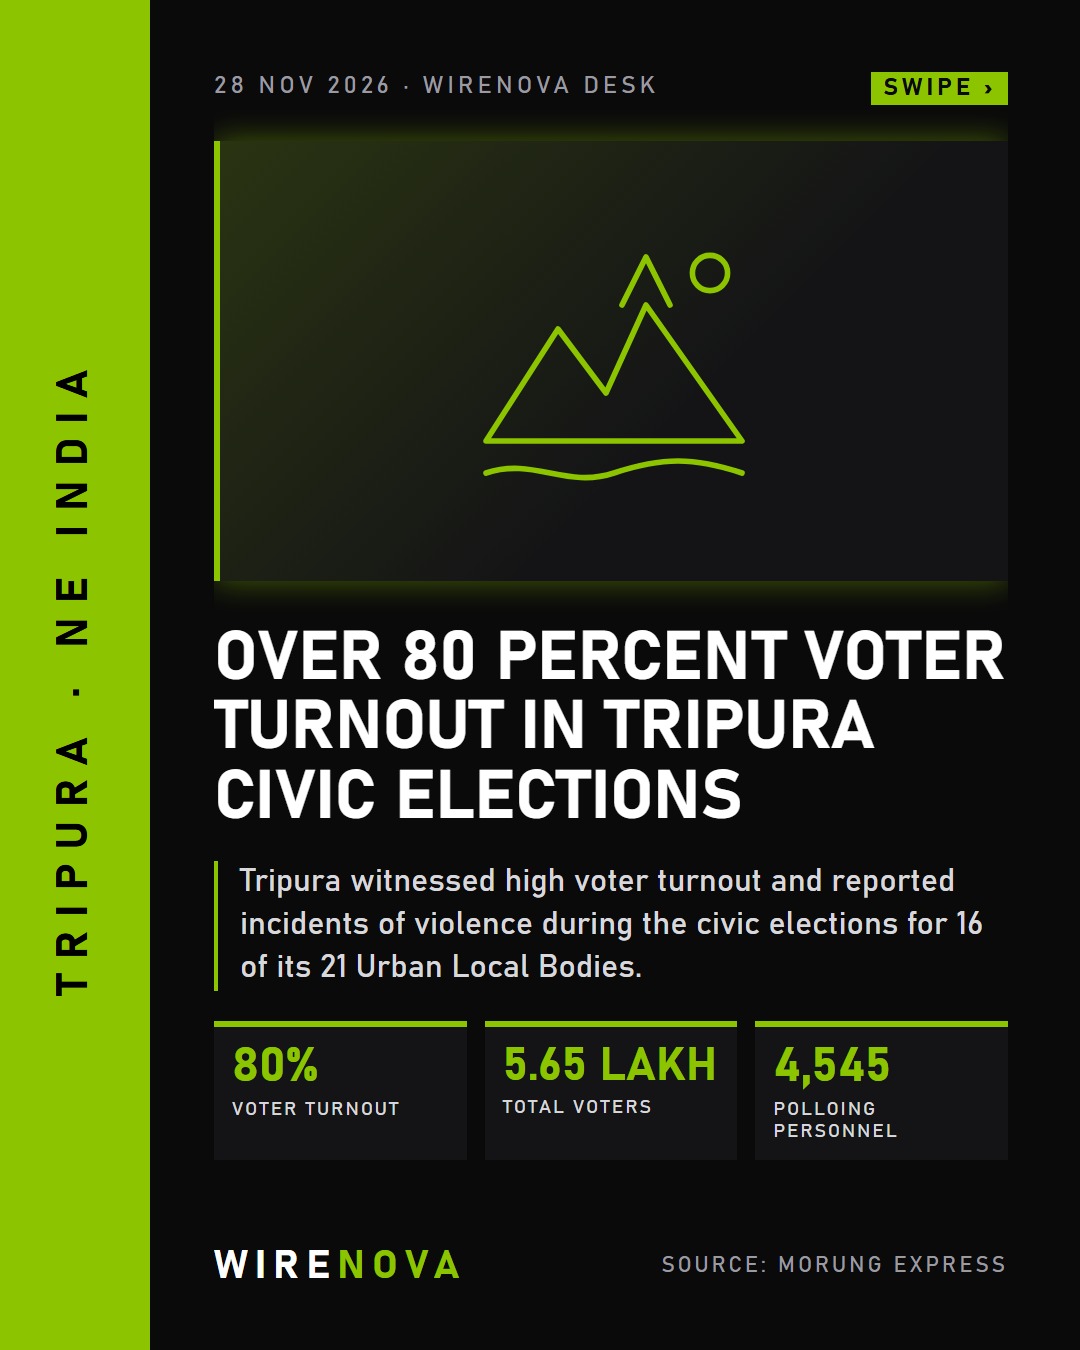 TRIPURA · NE INDIA
28 NOV 2026 · WIRENOVA DESK
SWIPE ›
OVER 80 PERCENT VOTER
TURNOUT IN TRIPURA
CIVIC ELECTIONS
Tripura witnessed high voter turnout and reported
incidents of violence during the civic elections for 16
of its 21 Urban Local Bodies.
80%
VOTER TURNOUT
5.65 LAKH
TOTAL VOTERS
4,545
POLLOING
PERSONNEL
WIRENOVA
SOURCE: MORUNG EXPRESS